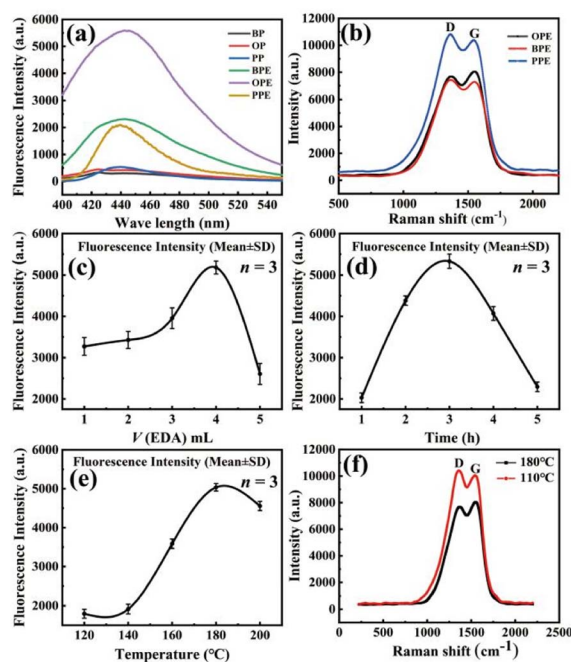 (a)
BP
OP
PP
BPE
OPE
PPE
6000
5000
4000
3000
2000
1000
0
400 420 440 460 480 500 520 540
Wave length (nm)
Fluorescence Intensity (a.u.)
(b)
D G
OPE
BPE
PPE
12000
10000
8000
6000
4000
2000
0
500 1000 1500 2000
Raman shift (cm-1)
Intensity (a.u.)
Fluorescence Intensity (Mean±SD)
(c) n = 3
6000
5000
4000
3000
2000
1 2 3 4 5
V (EDA) mL
Fluorescence Intensity (a.u.)
Fluorescence Intensity (Mean±SD)
(d) n = 3
6000
5000
4000
3000
2000
1 2 3 4 5
Time (h)
Fluorescence Intensity (a.u.)
Fluorescence Intensity (Mean±SD)
(e) n = 3
6000
5000
4000
3000
2000
120 140 160 180 200
Temperature (°C)
Fluorescence Intensity (a.u.)
(f)
D G
180°C
110°C
12000
10000
8000
6000
4000
2000
0
0 500 1000 1500 2000 2500
Raman shift (cm-1)
Intensity (a.u.)